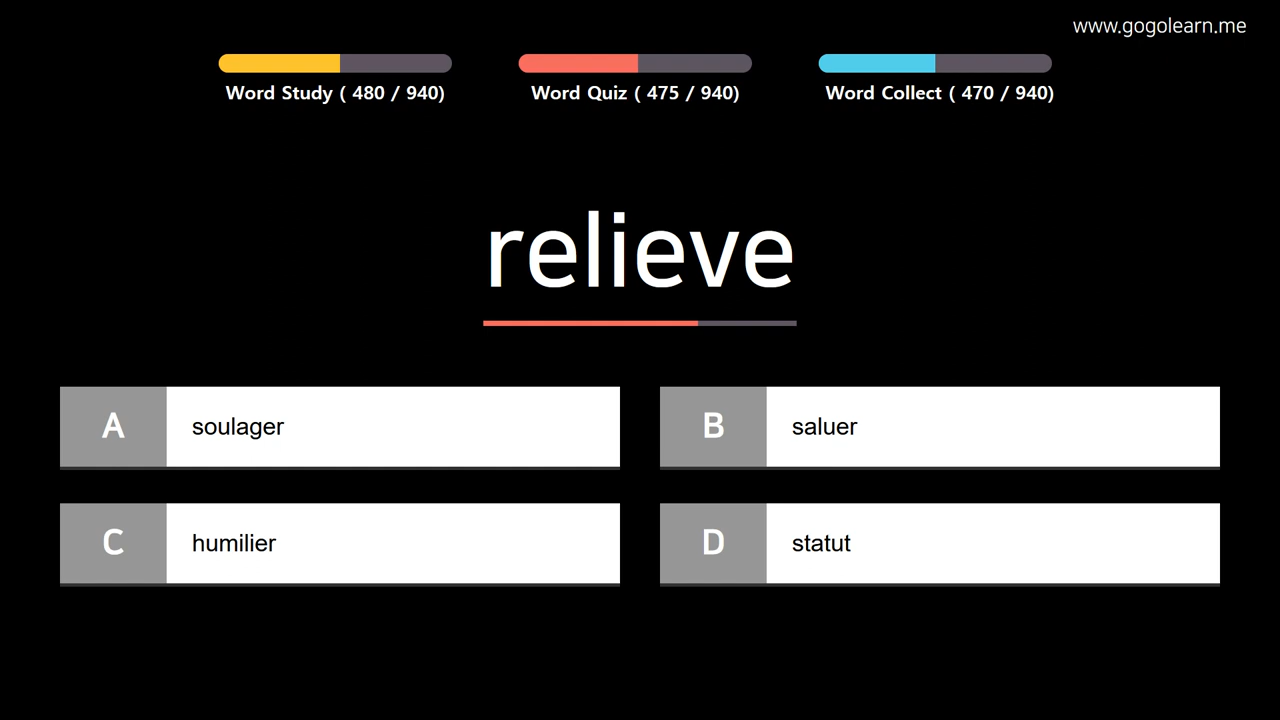 www.gogolearn.me
Word Study ( 480 / 940)
Word Quiz ( 475 / 940)
Word Collect ( 470 / 940)
relieve
A soulager
B saluer
C humilier
D statut